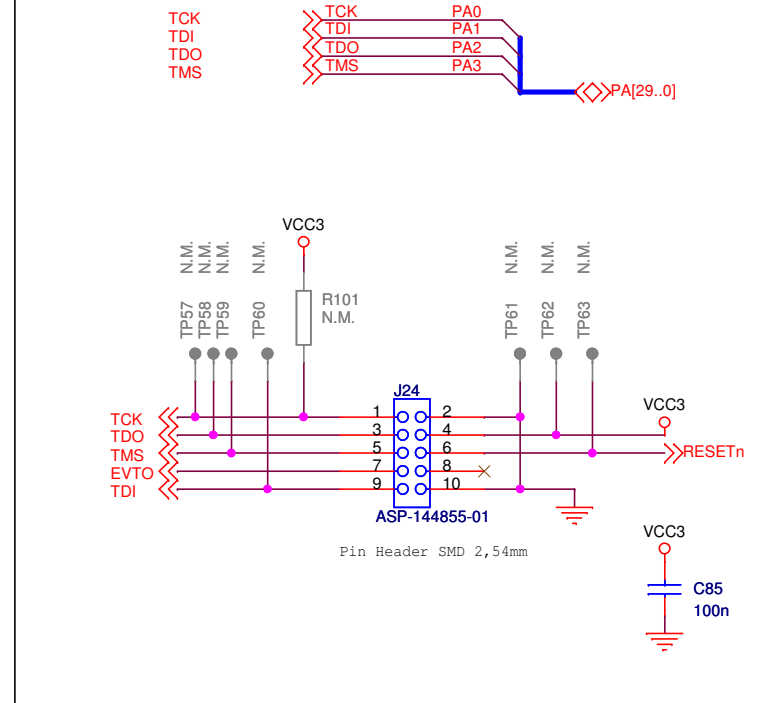 TCK TCK PA0
TDI TDI PA1
TDO TDO PA2
TMS TMS PA3
PA[29..0]
VCC3
N.M. N.M. N.M. N.M. N.M. N.M. N.M.
TP57 TP58 TP59 TP60 TP61 TP62 TP63
R101
N.M.
J24
VCC3
TCK 1 2
TDO 3 4
TMS 5 6 RESETn
EVTO 7 8
TDI 9 10
ASP-144855-01
Pin Header SMD 2,54mm
VCC3
C85
100n